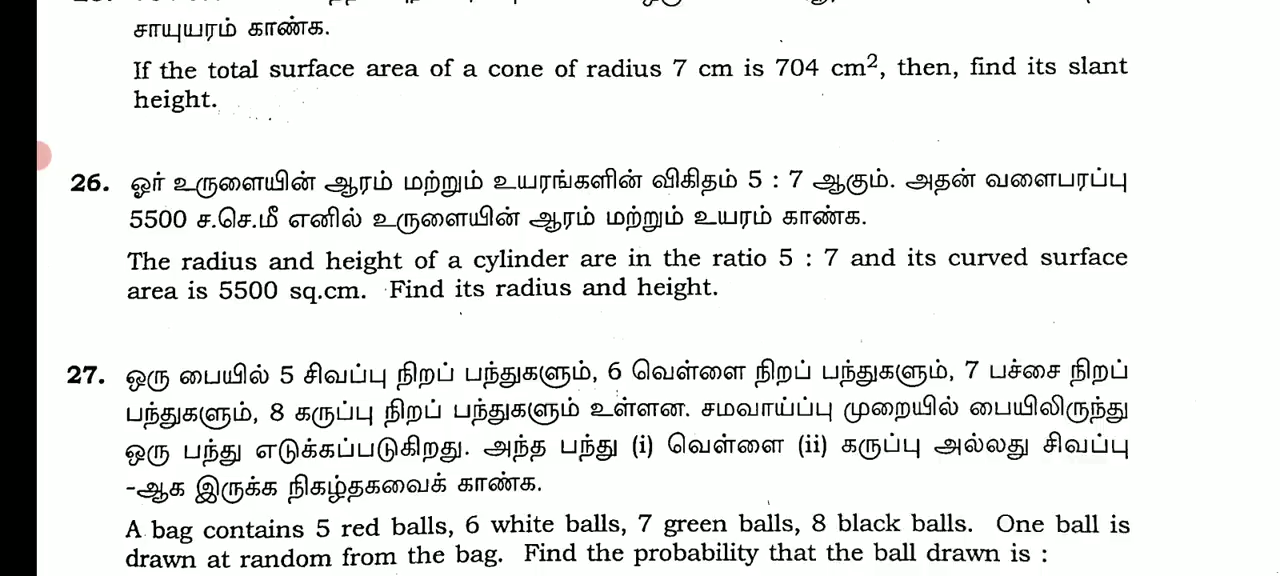 சாயுயரம் காண்க.
If the total surface area of a cone of radius 7 cm is 704 cm², then, find its slant
height.
26. ஓர் உருளையின் ஆரம் மற்றும் உயரங்களின் விகிதம் 5 : 7 ஆகும். அதன் வளைபரப்பு
5500 ச.செ.மீ எனில் உருளையின் ஆரம் மற்றும் உயரம் காண்க.
The radius and height of a cylinder are in the ratio 5 : 7 and its curved surface
area is 5500 sq.cm. Find its radius and height.
27. ஒரு பையில் 5 சிவப்பு நிறப் பந்துகளும், 6 வெள்ளை நிறப் பந்துகளும், 7 பச்சை நிறப்
பந்துகளும், 8 கருப்பு நிறப் பந்துகளும் உள்ளன. சமவாய்ப்பு முறையில் பையிலிருந்து
ஒரு பந்து எடுக்கப்படுகிறது. அந்த பந்து (i) வெள்ளை (ii) கருப்பு அல்லது சிவப்பு
-ஆக இருக்க நிகழ்தகவைக் காண்க.
A bag contains 5 red balls, 6 white balls, 7 green balls, 8 black balls. One ball is
drawn at random from the bag. Find the probability that the ball drawn is :